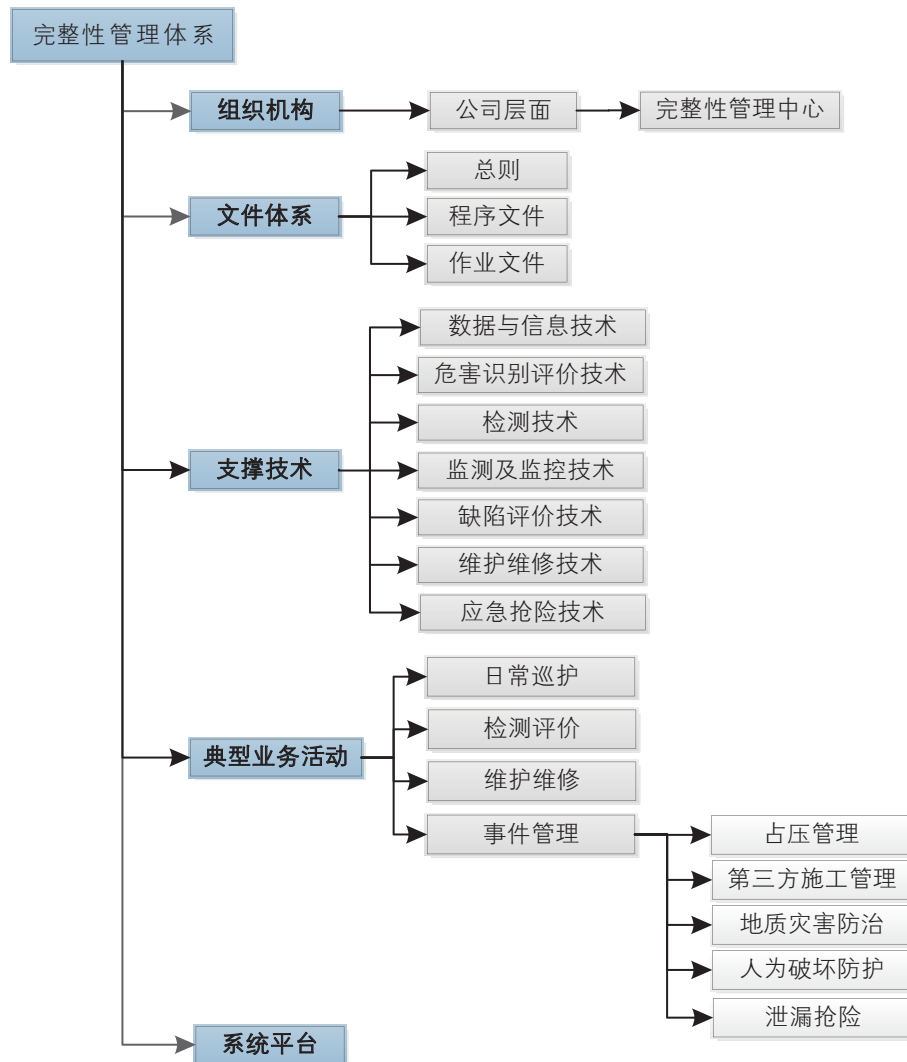 完整性管理体系
组织机构
公司层面
完整性管理中心
文件体系
总则
程序文件
作业文件
支撑技术
数据与信息技术
危害识别评价技术
检测技术
监测及监控技术
缺陷评价技术
维护维修技术
应急抢险技术
典型业务活动
日常巡护
检测评价
维护维修
事件管理
占压管理
第三方施工管理
地质灾害防治
人为破坏防护
泄漏抢险
系统平台